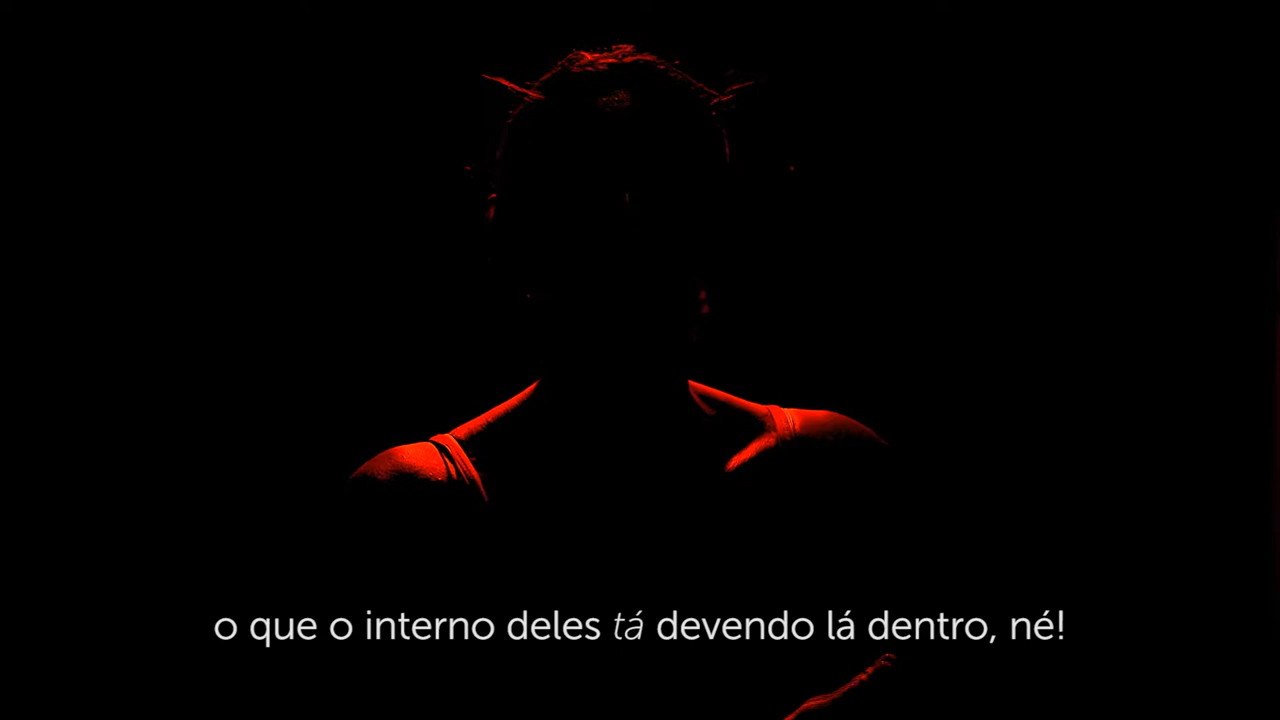 o que o interno deles tá devendo lá dentro, né!